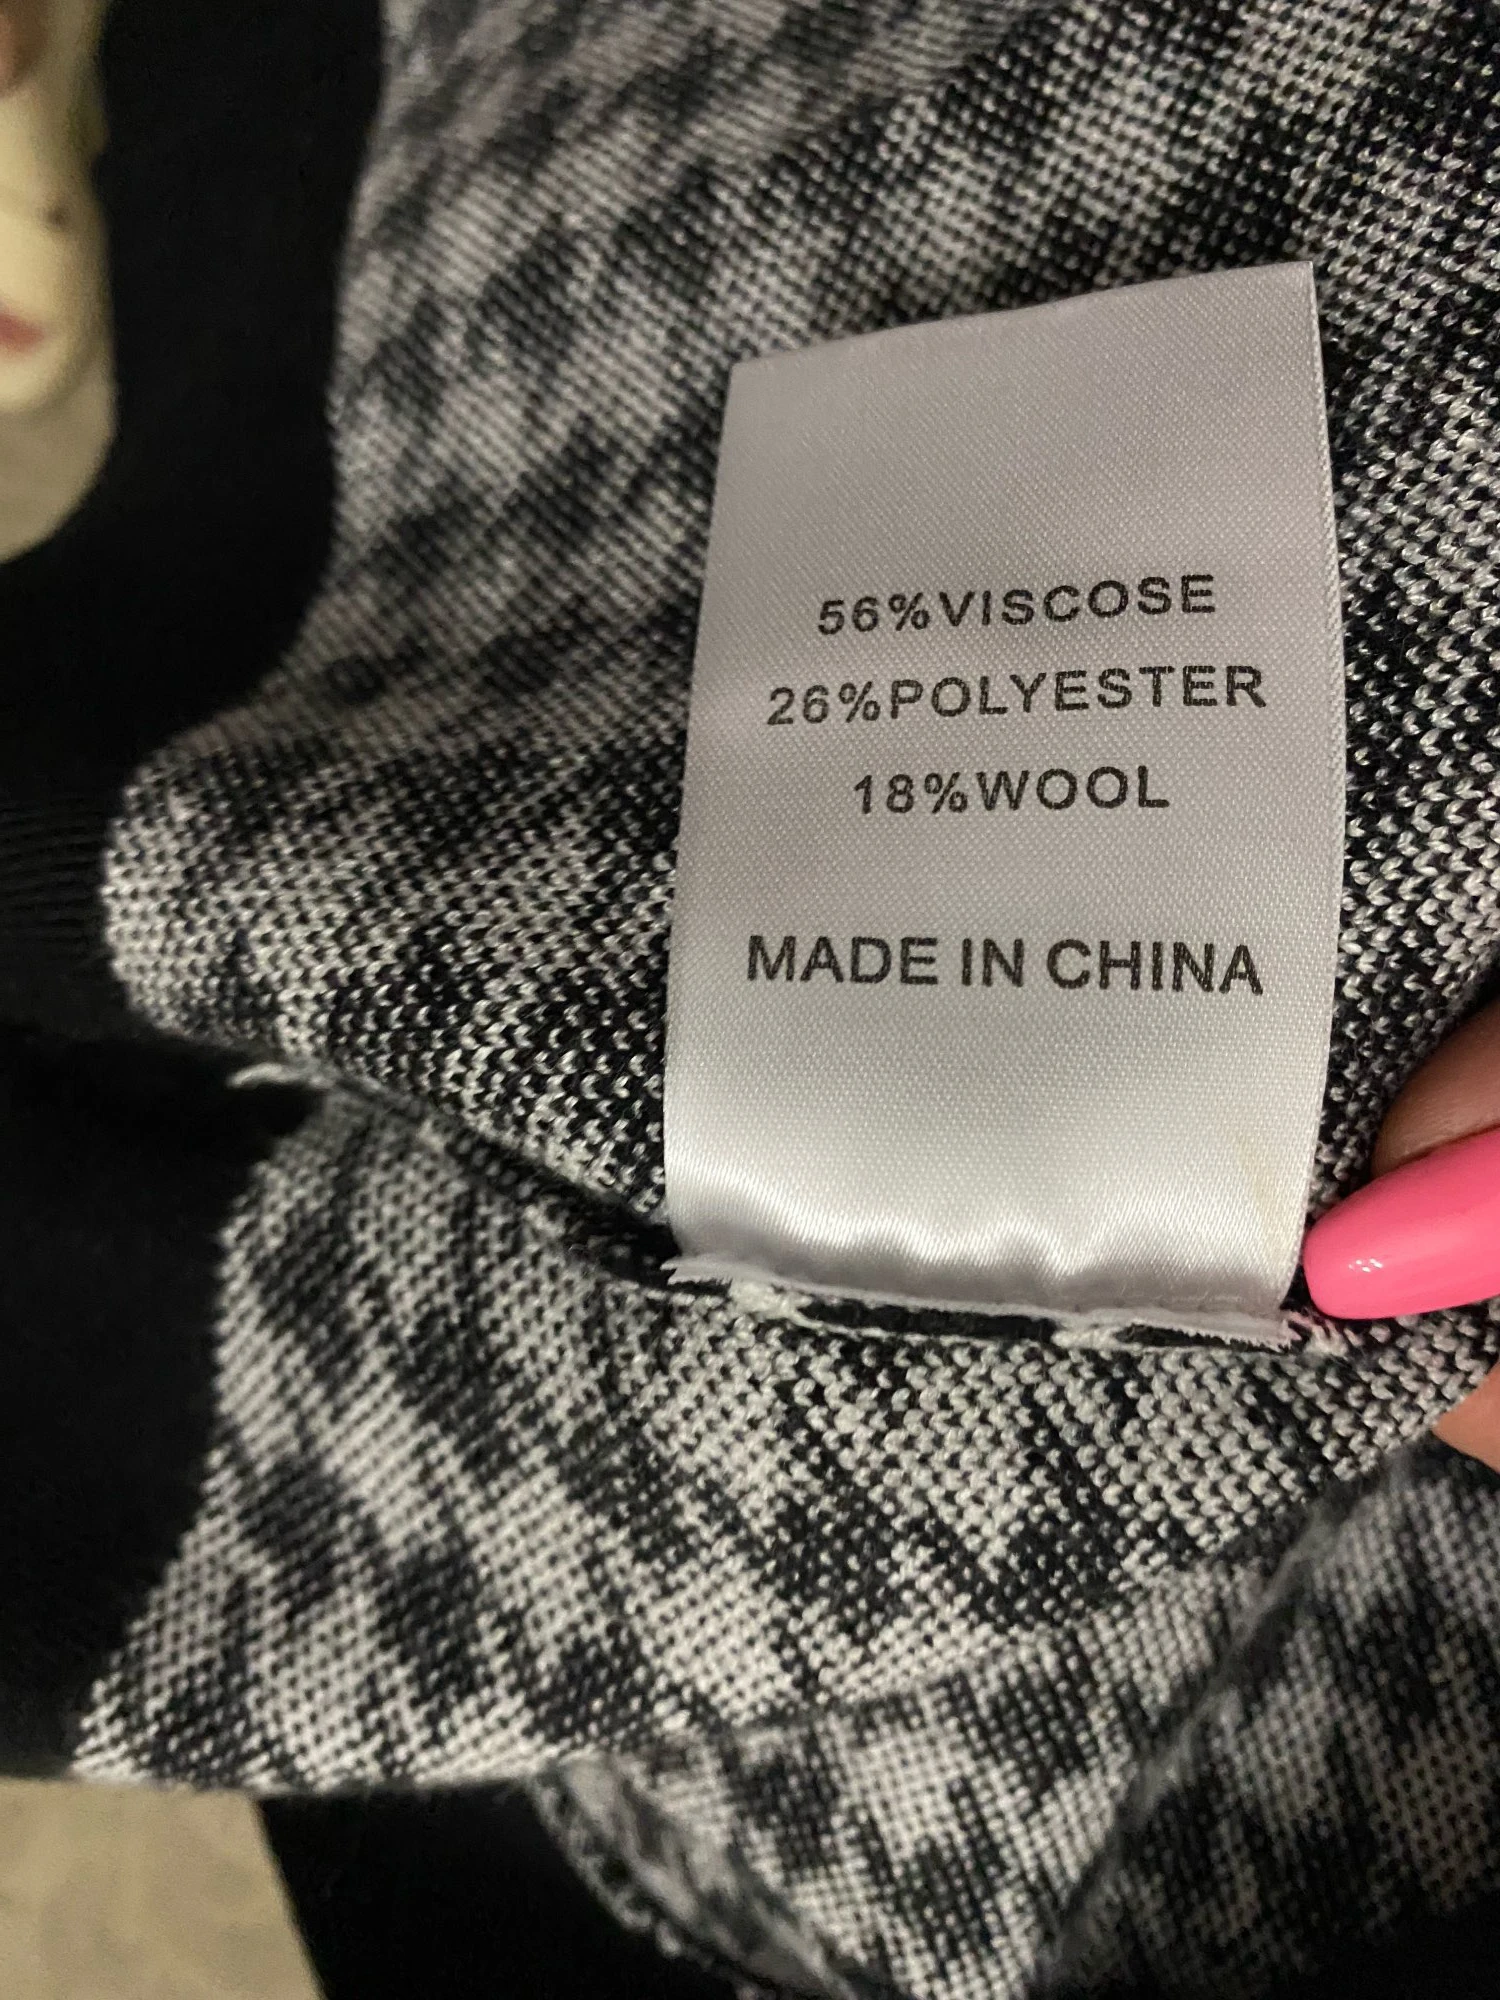 56%VISCOSE
26%POLYESTER
18%WOOL
MADE IN CHINA